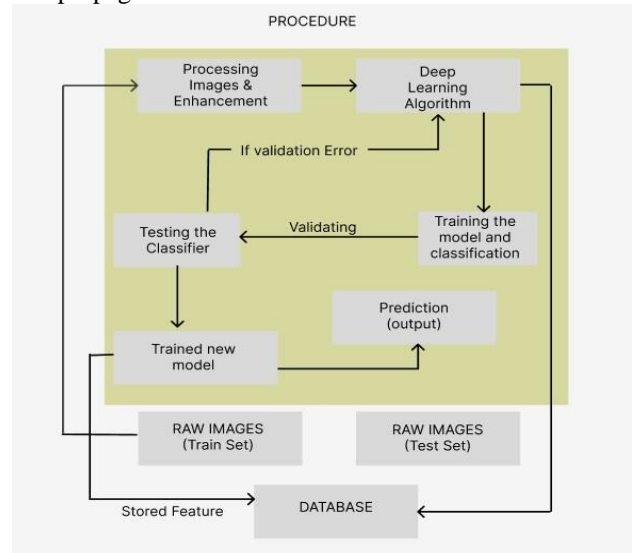 PROCEDURE
Processing
Images &
Enhancement
Deep
Learning
Algorithm
If validation Error
Testing the
Classifier
Validating
Training the
model and
classification
Prediction
(output)
Trained new
model
RAW IMAGES
(Train Set)
RAW IMAGES
(Test Set)
Stored Feature
DATABASE